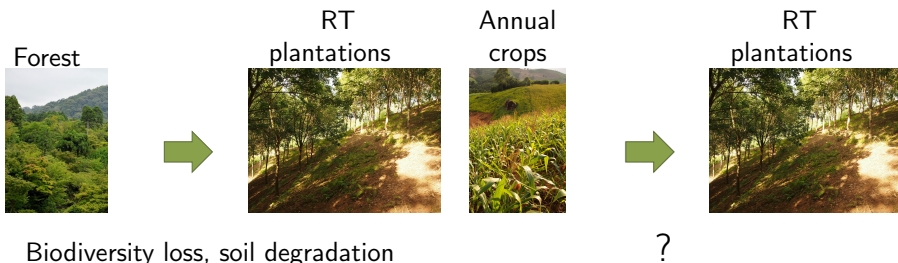 Forest
RT
plantations
Annual
crops
RT
plantations
Biodiversity loss, soil degradation
?